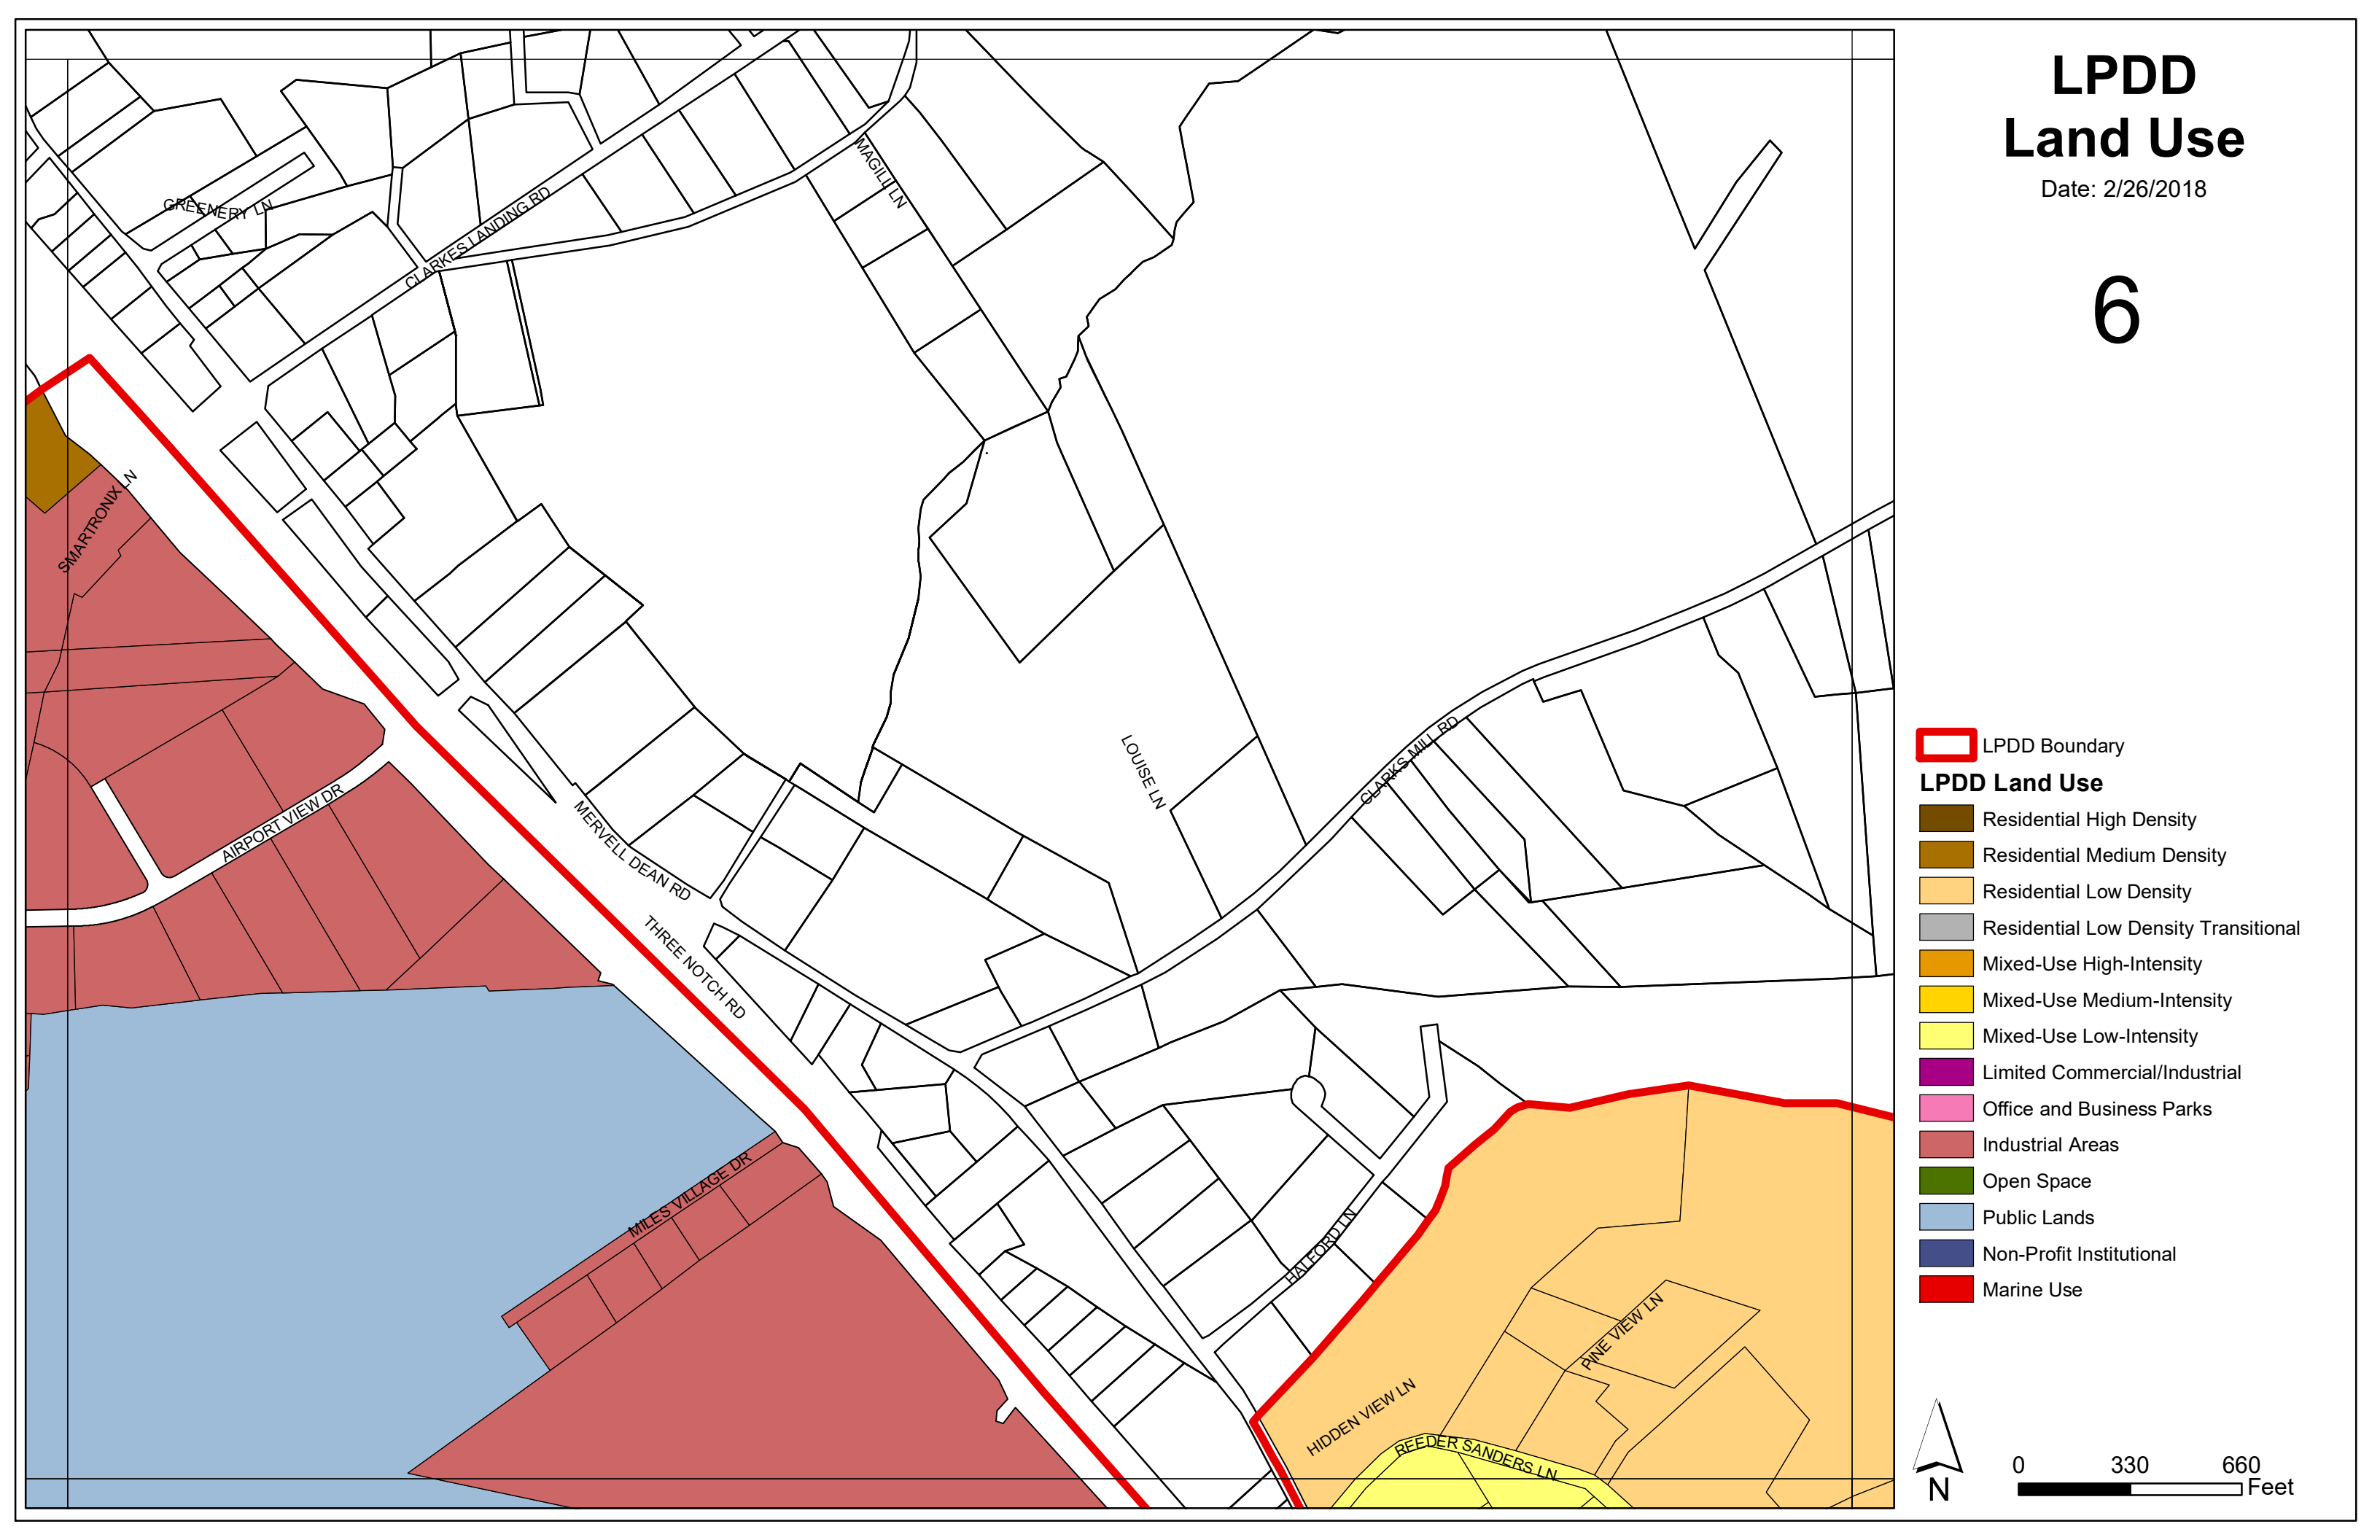 LPDD
Land Use
Date: 2/26/2018
6
MAGILL LN
GREENERY LN
CLARKES LANDING RD
SMARTRONIX LN
LOUISE LN
CLARKS MILL RD
AIRPORT VIEW DR
MERVELL DEAN RD
THREE NOTCH RD
MILES VILLAGE DR
HALFORD LN
PINE VIEW LN
HIDDEN VIEW LN
REEDER SANDERS LN
LPDD Boundary
LPDD Land Use
Residential High Density
Residential Medium Density
Residential Low Density
Residential Low Density Transitional
Mixed-Use High-Intensity
Mixed-Use Medium-Intensity
Mixed-Use Low-Intensity
Limited Commercial/Industrial
Office and Business Parks
Industrial Areas
Open Space
Public Lands
Non-Profit Institutional
Marine Use
N
0 330 660
Feet